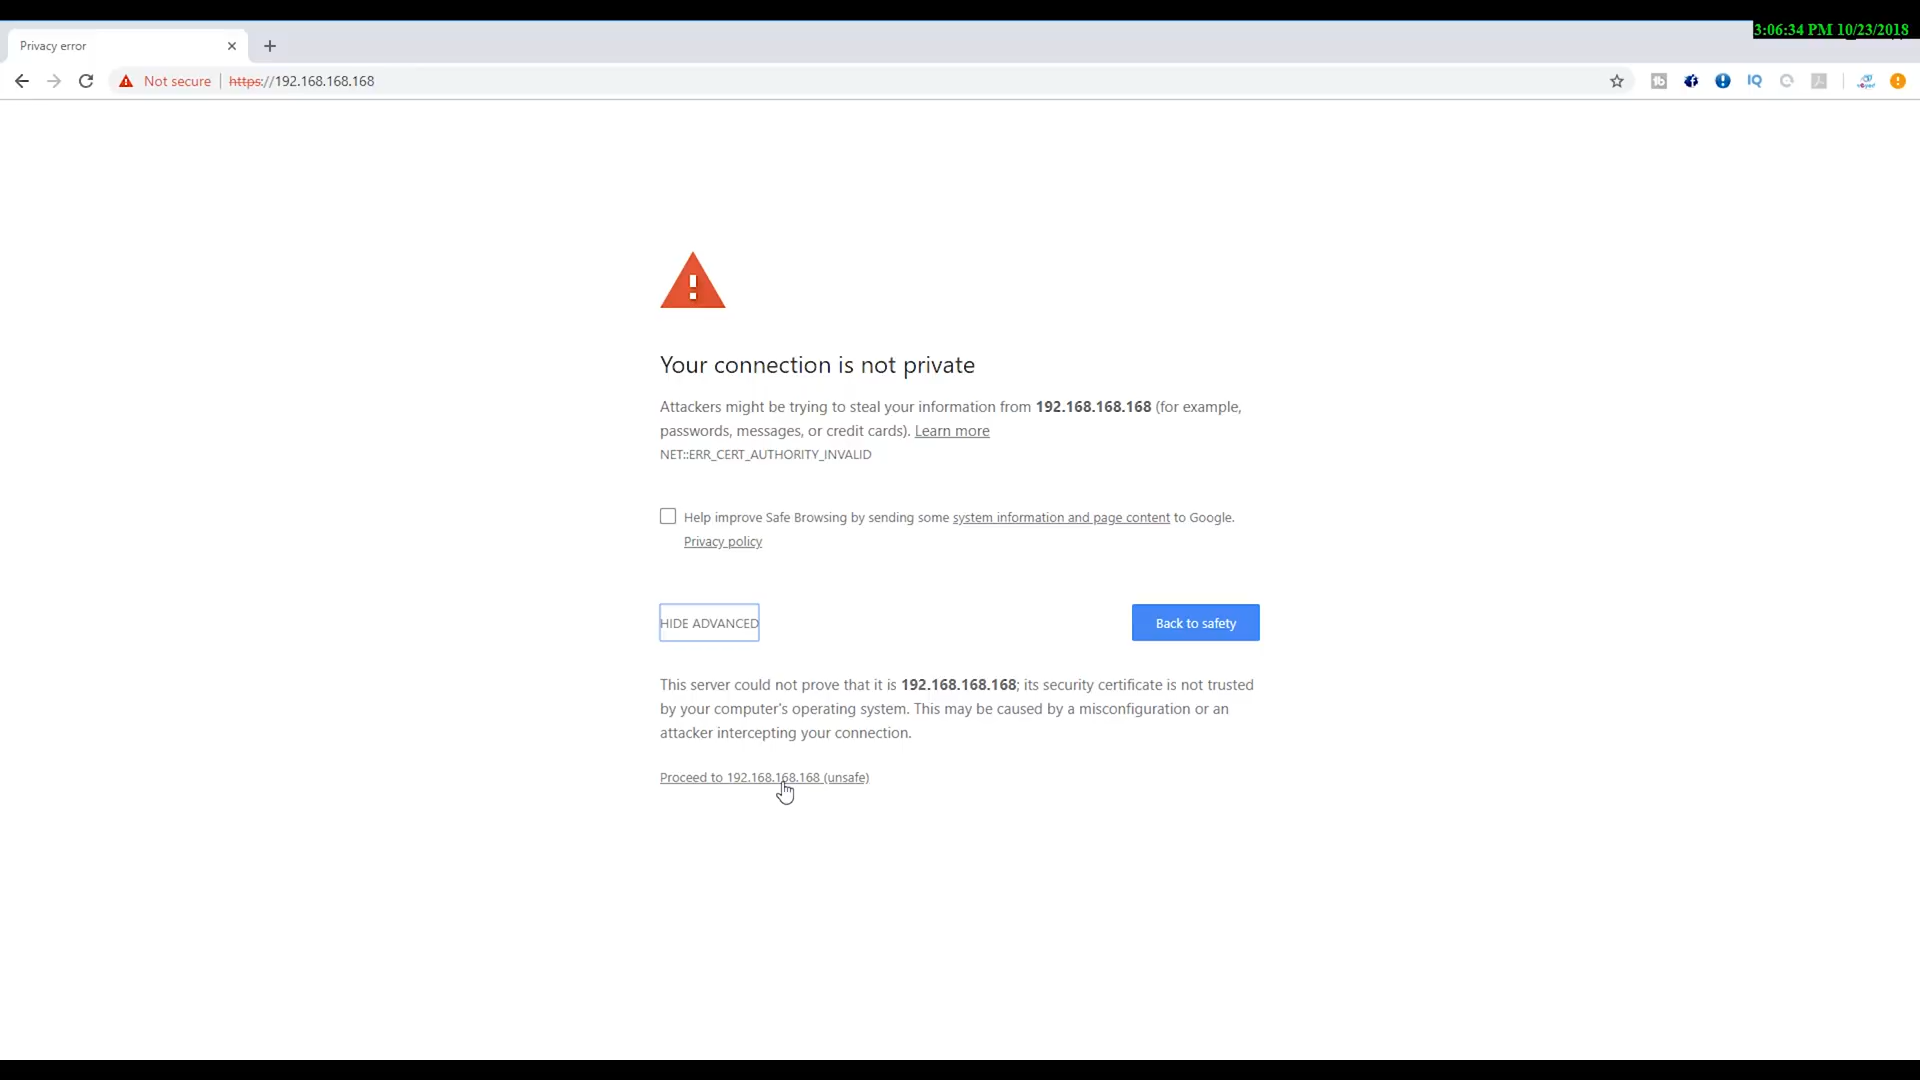 3:06:34 PM 10/23/2018
Privacy error
Not secure
https://192.168.168.168
IQ
Your connection is not private
Attackers might be trying to steal your information from 192.168.168.168 (for example,
passwords, messages, or credit cards). Learn more
NET::ERR_CERT_AUTHORITY_INVALID
Help improve Safe Browsing by sending some system information and page content to Google.
Privacy policy
HIDE ADVANCED
Back to safety
This server could not prove that it is 192.168.168.168; its security certificate is not trusted
by your computer's operating system. This may be caused by a misconfiguration or an
attacker intercepting your connection.
Proceed to 192.168.168.168 (unsafe)